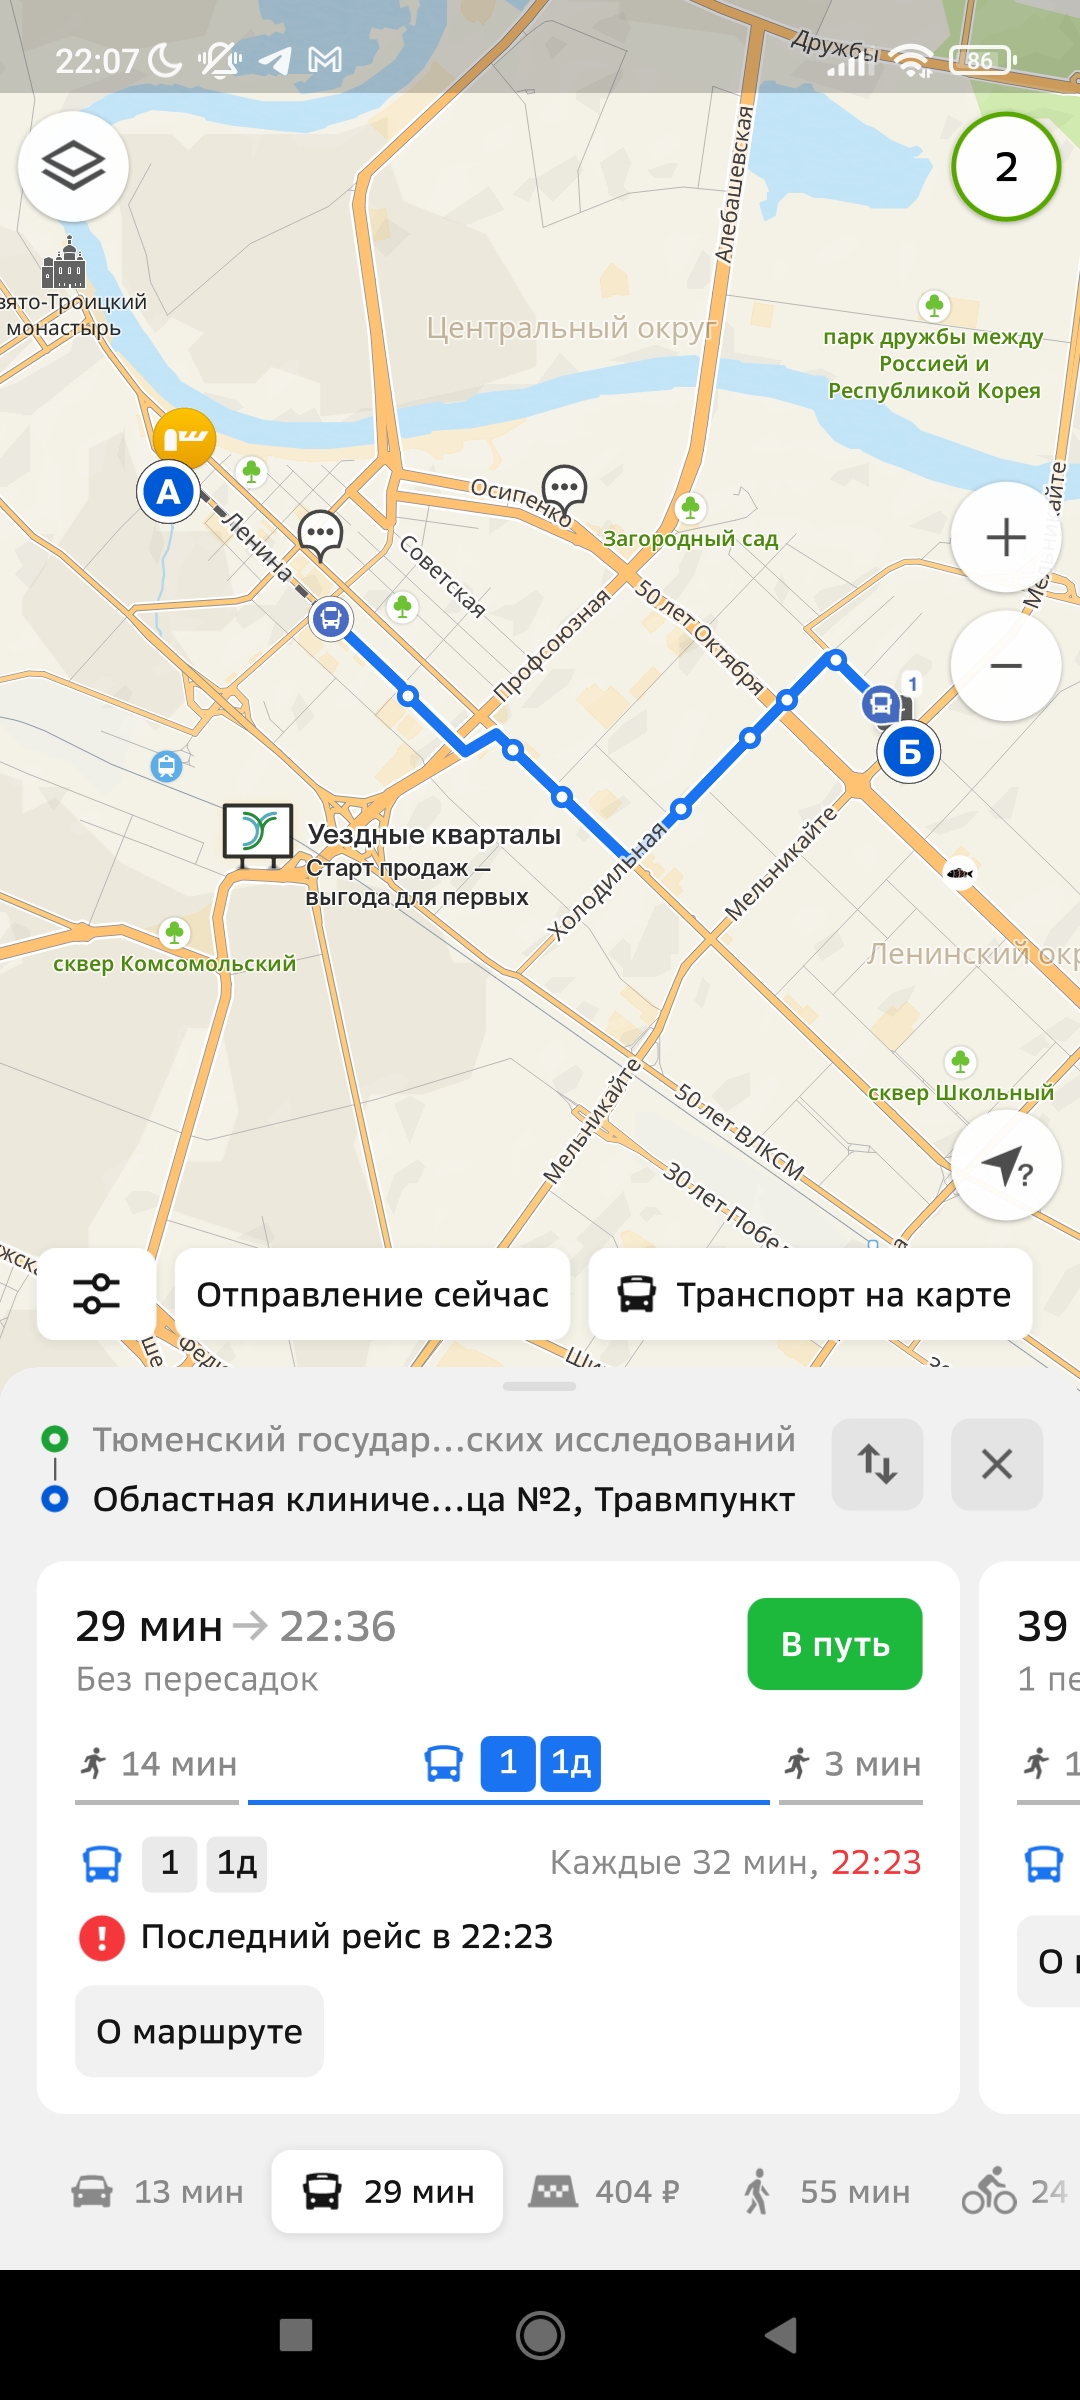 22:07
86
Дружбы
2
Алебашевская
вято-Троицкий
монастырь
Центральный округ
парк дружбы между
Россией и
Республикой Корея
А
Ленина
Осипенко
Советская
Загородный сад
Мельникайте
50 лет Октября
Профсоюзная
1
Б
Уездные кварталы
Старт продаж –
выгода для первых
Холодильная
Мельникайте
сквер Комсомольский
Ленинский окр
сквер Школьный
Мельникайте
50 лет ВЛКСМ
30 лет Побе
?
Отправление сейчас
Транспорт на карте
Тюменский государ...ских исследований
Областная клиниче...ца №2, Травмпункт
29 мин → 22:36
Без пересадок
В путь
14 мин
1 1д
3 мин
1 1д
Каждые 32 мин, 22:23
! Последний рейс в 22:23
О маршруте
39
1 пе
13 мин
29 мин
404 ₽
55 мин
24